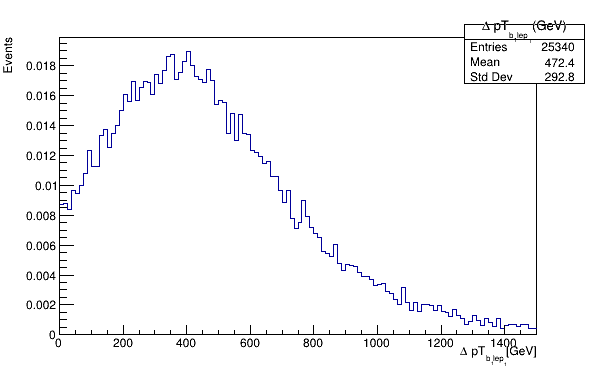 Δ pT_{b_1lep_1} (GeV)
Entries 25340
Mean 472.4
Std Dev 292.8
Events
0.018
0.016
0.014
0.012
0.01
0.008
0.006
0.004
0.002
0
0 200 400 600 800 1000 1200 1400
Δ pT_{b_1lep_1}[GeV]